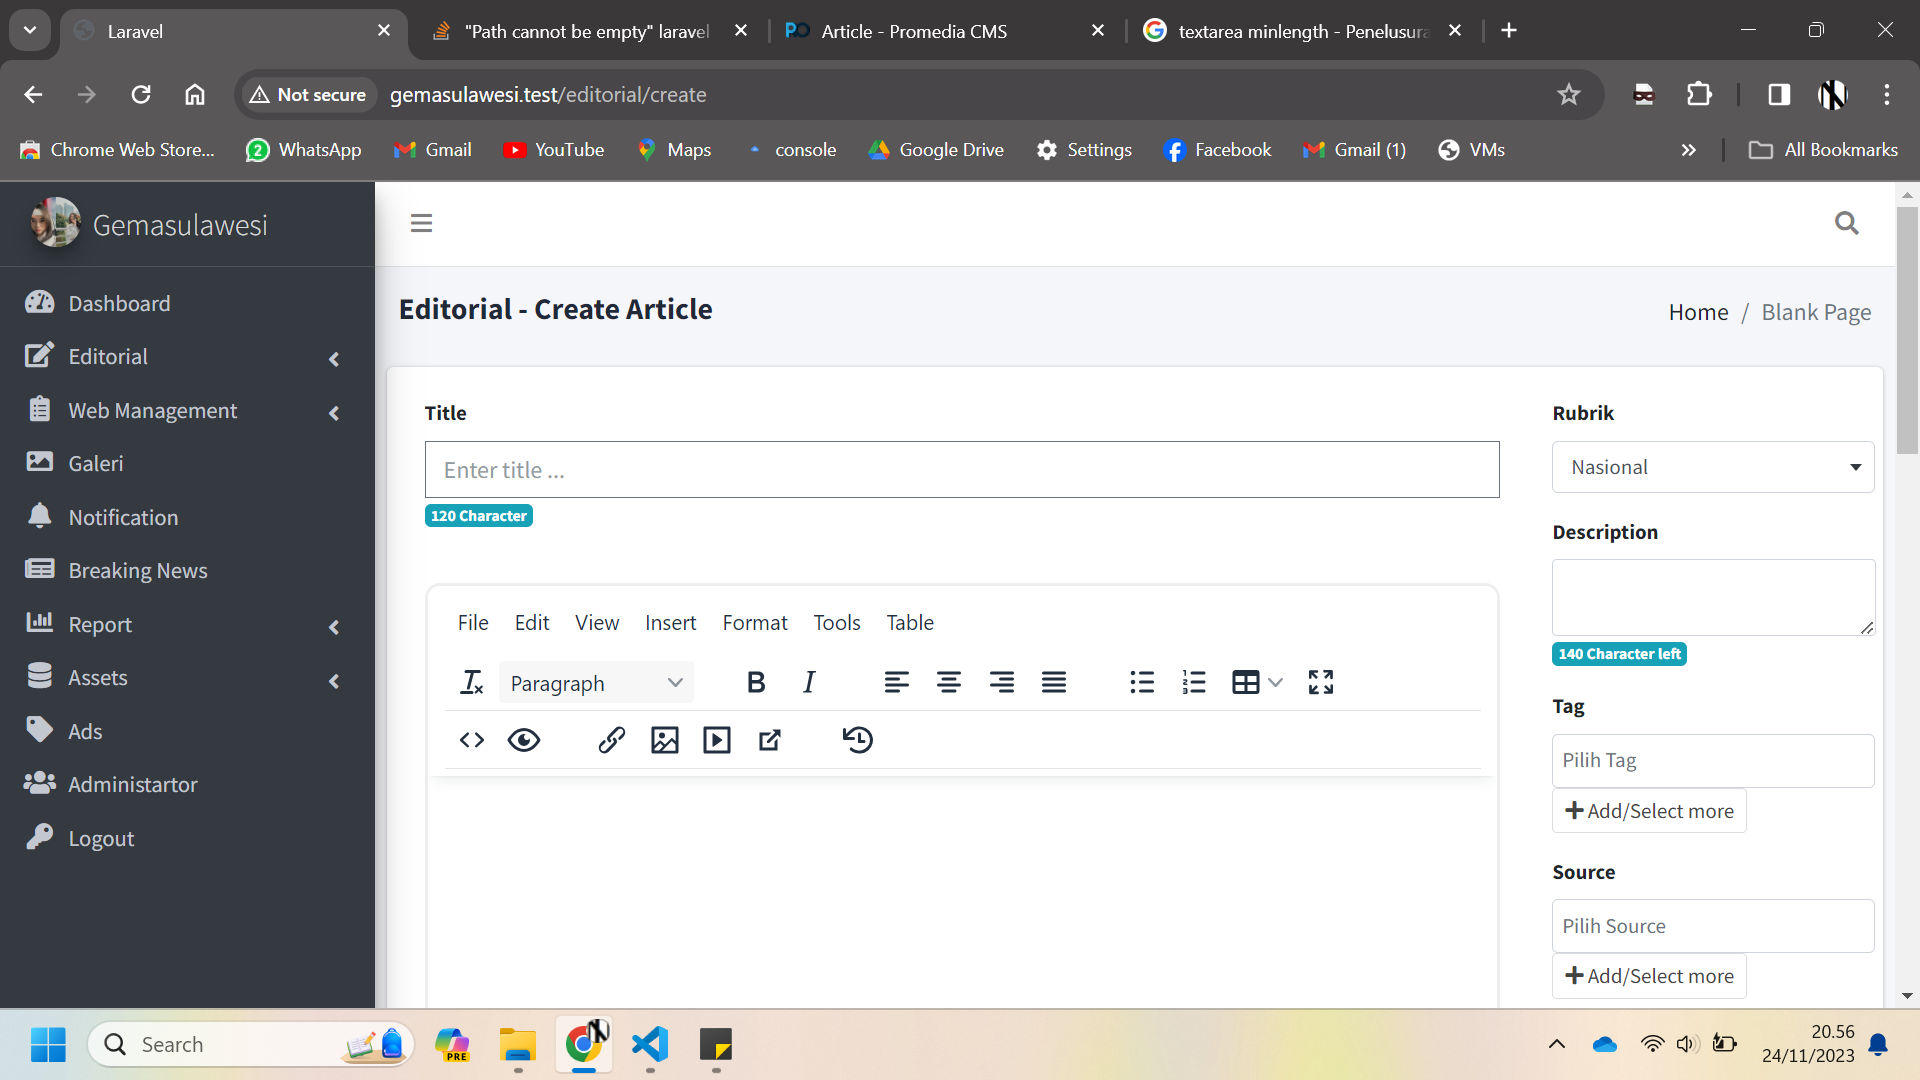 Laravel
"Path cannot be empty" laravel
Article - Promedia CMS
textarea minlength - Penelusura
Not secure
gemasulawesi.test/editorial/create
Chrome Web Store...
2
WhatsApp
Gmail
YouTube
Maps
console
Google Drive
Settings
Facebook
Gmail (1)
VMs
All Bookmarks
Gemasulawesi
Dashboard
Editorial
Web Management
Galeri
Notification
Breaking News
Report
Assets
Ads
Administartor
Logout
Editorial - Create Article
Home / Blank Page
Title
Enter title ...
120 Character
File Edit View Insert Format Tools Table
Paragraph
B I
Rubrik
Nasional
Description
140 Character left
Tag
Pilih Tag
Add/Select more
Source
Pilih Source
Add/Select more
Search
PRE
20.56
24/11/2023